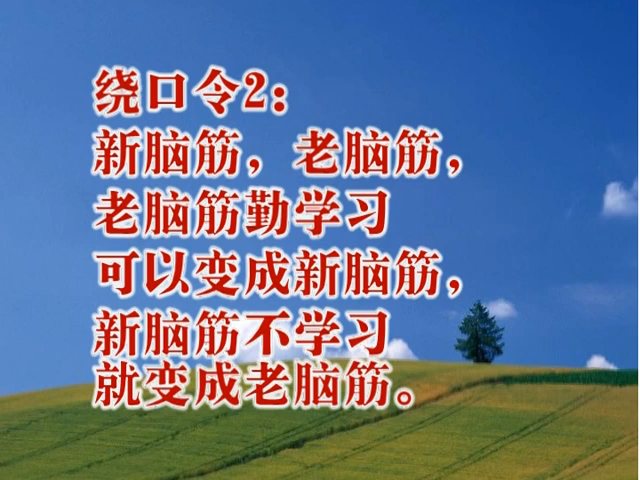 绕口令2：
新脑筋，老脑筋，
老脑筋勤学习
可以变成新脑筋，
新脑筋不学习
就变成老脑筋。